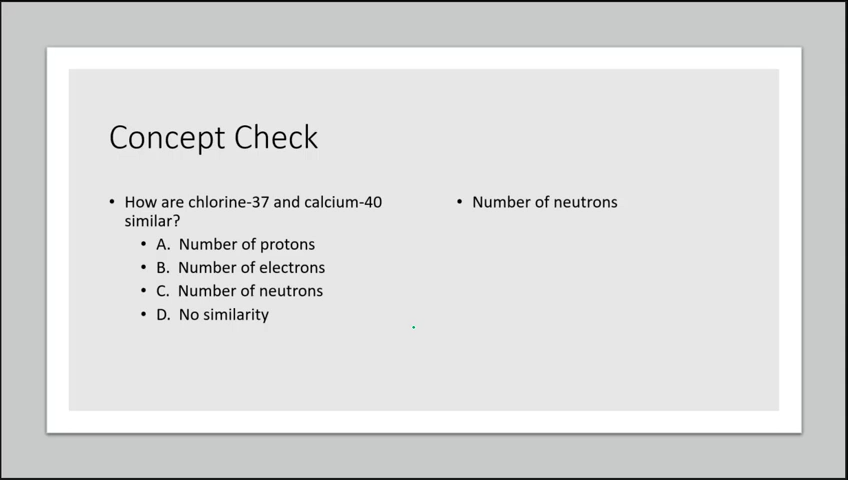 Concept Check
• How are chlorine-37 and calcium-40
similar?
• A. Number of protons
• B. Number of electrons
• C. Number of neutrons
• D. No similarity
• Number of neutrons